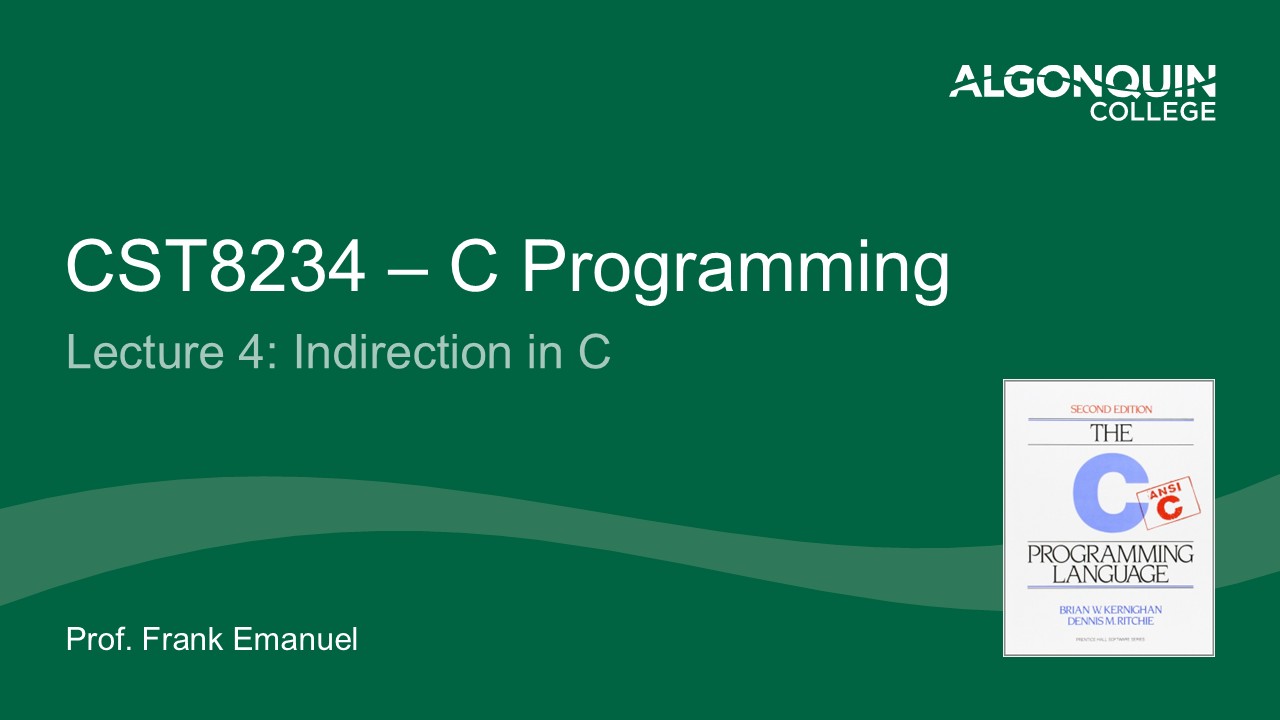 ALGONQUIN
COLLEGE
CST8234 – C Programming
Lecture 4: Indirection in C
SECOND EDITION
THE
C
ANSI
C
PROGRAMMING
LANGUAGE
BRIAN W. KERNIGHAN
DENNIS M. RITCHIE
PRENTICE HALL SOFTWARE SERIES
Prof. Frank Emanuel